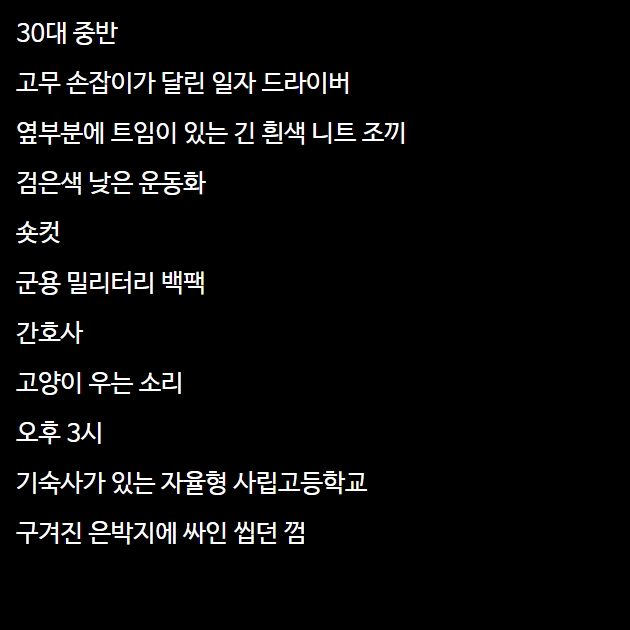 30대 중반
고무 손잡이가 달린 일자 드라이버
옆부분에 트임이 있는 긴 흰색 니트 조끼
검은색 낮은 운동화
숏컷
군용 밀리터리 백팩
간호사
고양이 우는 소리
오후 3시
기숙사가 있는 자율형 사립고등학교
구겨진 은박지에 싸인 씹던 껌